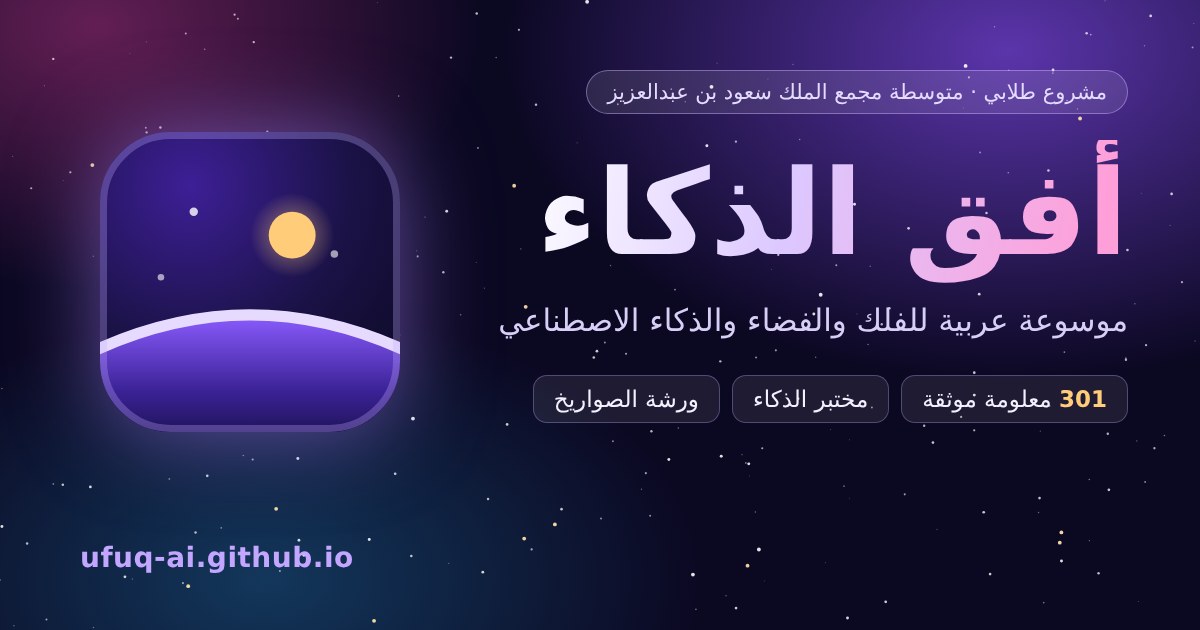 مشروع طلابي · متوسطة مجمع الملك سعود بن عبدالعزيز
أفق الذكاء
موسوعة عربية للفلك والفضاء والذكاء الاصطناعي
301 معلومة موثقة
مختبر الذكاء
ورشة الصواريخ
ufuq-ai.github.io